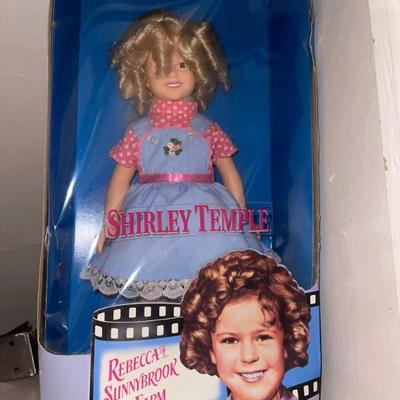 SHIRLEY TEMPLE
REBECCA OF
SUNNYBROOK
FARM